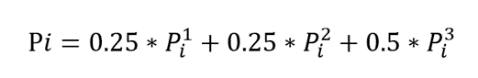 Pi = 0.25 * P_i^1 + 0.25 * P_i^2 + 0.5 * P_i^3